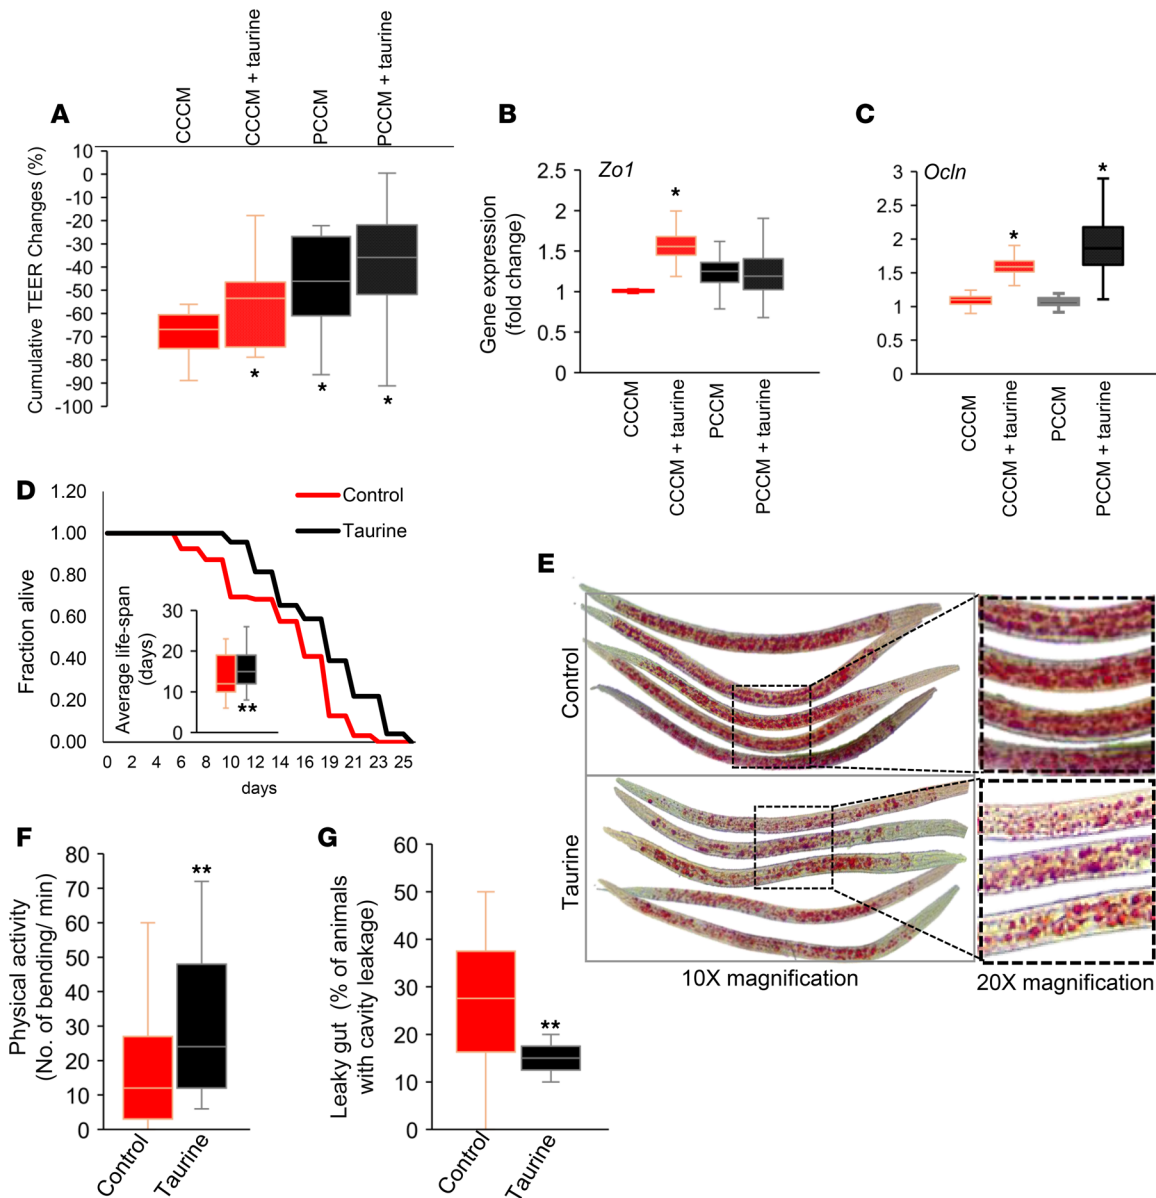 A
CCCM
CCCM + taurine
PCCM
PCCM + taurine
Cumulative TEER Changes (%)
10
0
-10
-20
-30
-40
-50
-60
-70
-80
-90
-100
*
*
*
B
Zo1
Gene expression
(fold change)
2.5
2
1.5
1
0.5
0
*
CCCM
CCCM + taurine
PCCM
PCCM + taurine
C
Ocln
3
2.5
2
1.5
1
0.5
0
*
*
CCCM
CCCM + taurine
PCCM
PCCM + taurine
D
Fraction alive
1.20
1.00
0.80
0.60
0.40
0.20
0.00
Control
Taurine
Average life-span
(days)
30
20
10
0
**
0 2 4 6 8 10 12 14 16 19 21 23 25
days
E
Control
Taurine
10X magnification
20X magnification
F
Physical activity
(No. of bending/ min)
80
70
60
50
40
30
20
10
0
**
Control
Taurine
G
Leaky gut (% of animals
with cavity leakage)
60
50
40
30
20
10
0
**
Control
Taurine